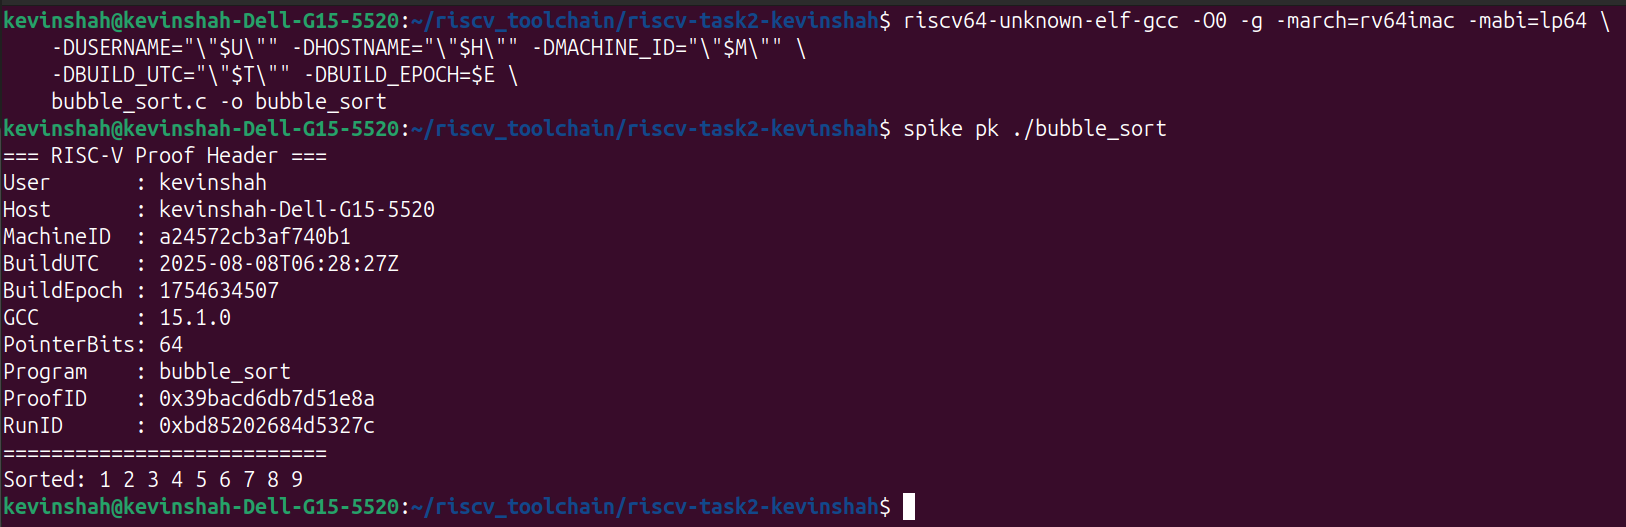 kevinshah@kevinshah-Dell-G15-5520:~/riscv_toolchain/riscv-task2-kevinshah$ riscv64-unknown-elf-gcc -O0 -g -march=rv64imac -mabi=lp64 \
    -DUSERNAME="\"$U\"" -DHOSTNAME="\"$H\"" -DMACHINE_ID="\"$M\"" \
    -DBUILD_UTC="\"$T\"" -DBUILD_EPOCH=$E \
    bubble_sort.c -o bubble_sort
kevinshah@kevinshah-Dell-G15-5520:~/riscv_toolchain/riscv-task2-kevinshah$ spike pk ./bubble_sort
=== RISC-V Proof Header ===
User       : kevinshah
Host       : kevinshah-Dell-G15-5520
MachineID  : a24572cb3af740b1
BuildUTC   : 2025-08-08T06:28:27Z
BuildEpoch : 1754634507
GCC        : 15.1.0
PointerBits: 64
Program    : bubble_sort
ProofID    : 0x39bacd6db7d51e8a
RunID      : 0xbd85202684d5327c
===========================
Sorted: 1 2 3 4 5 6 7 8 9
kevinshah@kevinshah-Dell-G15-5520:~/riscv_toolchain/riscv-task2-kevinshah$